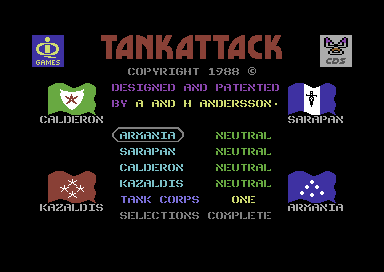 TANKATTACK
GAMES
CDS
COPYRIGHT 1988 ©
DESIGNED AND PATENTED
BY A AND H ANDERSSON.
CALDERON
SARAPAN
ARMANIA NEUTRAL
SARAPAN NEUTRAL
CALDERON NEUTRAL
KAZALDIS NEUTRAL
TANK CORPS ONE
KAZALDIS
ARMANIA
SELECTIONS COMPLETE